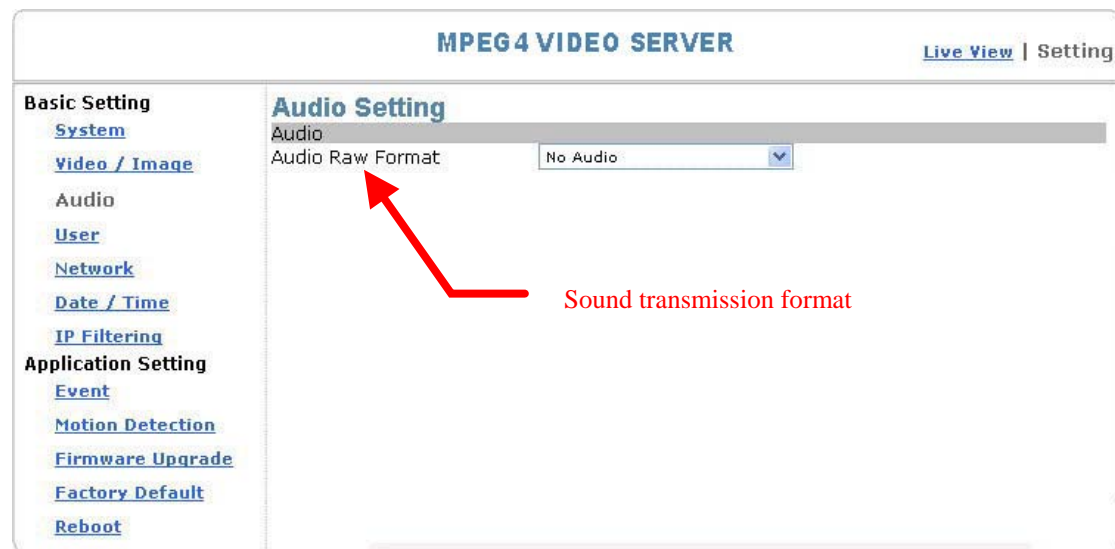 MPEG4 VIDEO SERVER
Live View | Setting
Basic Setting
System
Video / Image
Audio
User
Network
Date / Time
IP Filtering
Application Setting
Event
Motion Detection
Firmware Upgrade
Factory Default
Reboot
Audio Setting
Audio
Audio Raw Format No Audio
Sound transmission format